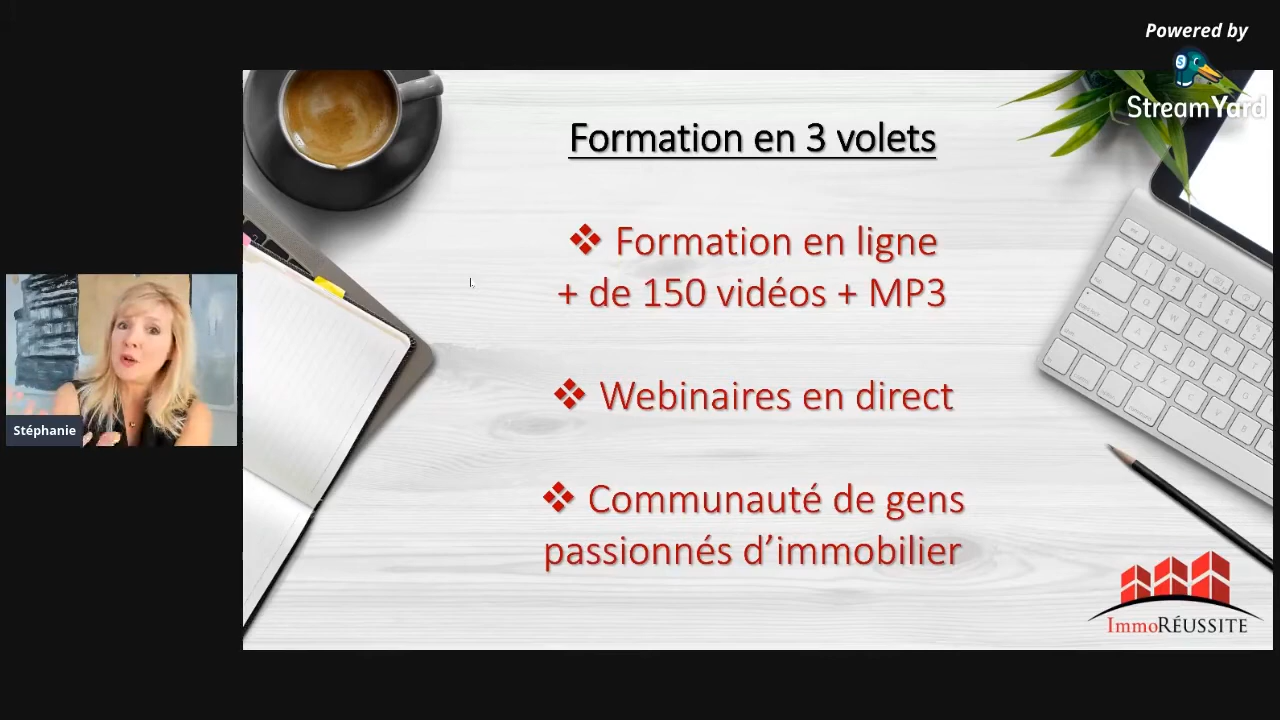 Powered by
StreamYard
Formation en 3 volets
❖ Formation en ligne
+ de 150 vidéos + MP3
❖ Webinaires en direct
❖ Communauté de gens
passionnés d’immobilier
Stéphanie
ImmoRÉUSSITE